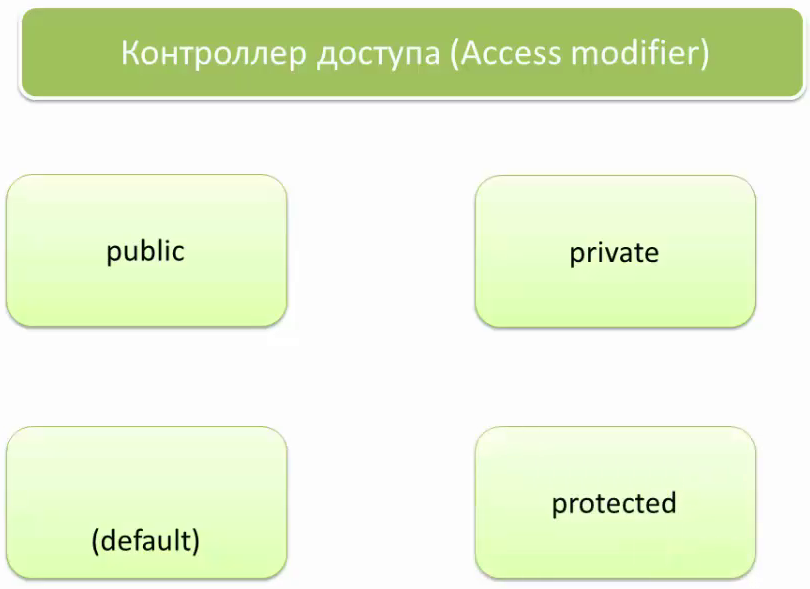 Контроллер доступа (Access modifier)
public
private
(default)
protected